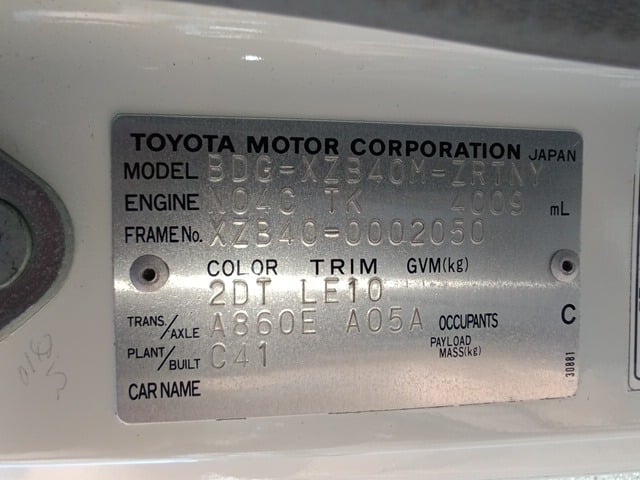 TOYOTA MOTOR CORPORATION JAPAN
MODEL BDG-XZB40M-ZRTNY
ENGINE N04C TK 4009 mL
FRAME No. XZB40-0002050
COLOR TRIM GVM(kg)
2DT LE10
TRANS./AXLE A860E A05A OCCUPANTS C
PLANT/BUILT C41 PAYLOAD MASS(kg)
CAR NAME
30881